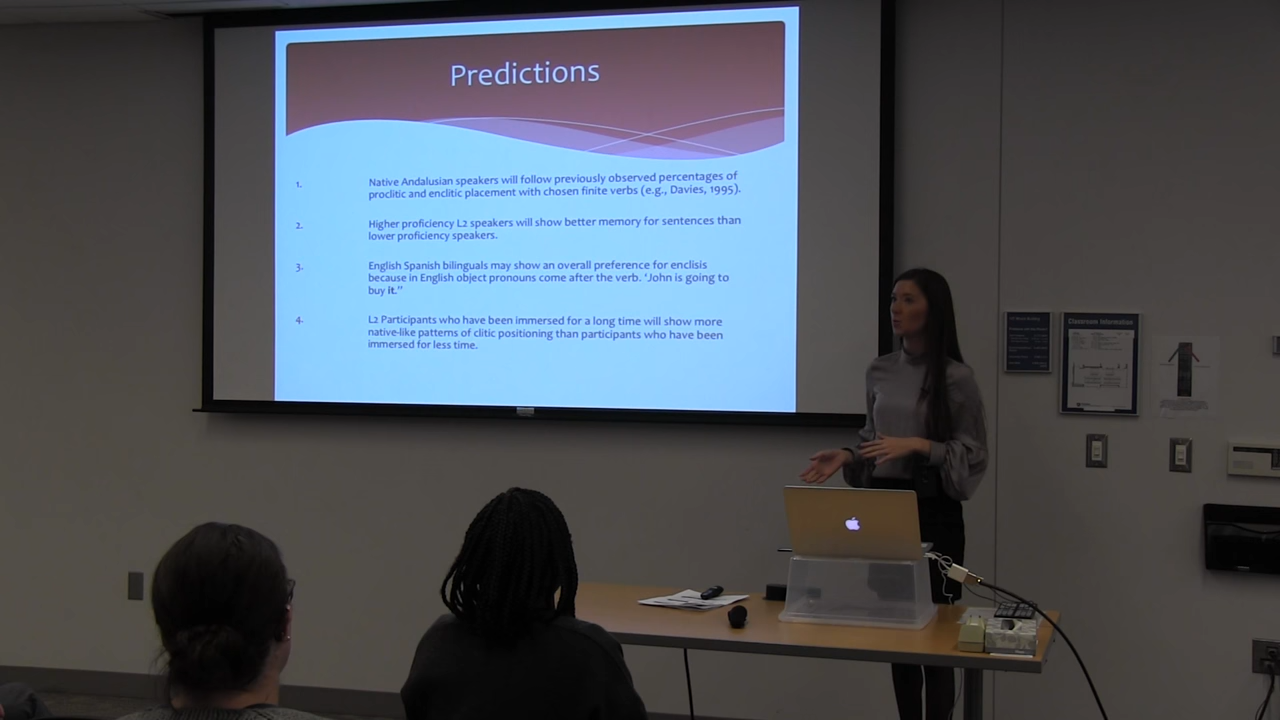 Predictions
1. Native Andalusian speakers will follow previously observed percentages of
proclitic and enclitic placement with chosen finite verbs (e.g., Davies, 1995).
2. Higher proficiency L2 speakers will show better memory for sentences than
lower proficiency speakers.
3. English Spanish bilinguals may show an overall preference for enclisis
because in English object pronouns come after the verb. 'John is going to
buy it."
4. L2 Participants who have been immersed for a long time will show more
native-like patterns of clitic positioning than participants who have been
immersed for less time.
Classroom Information